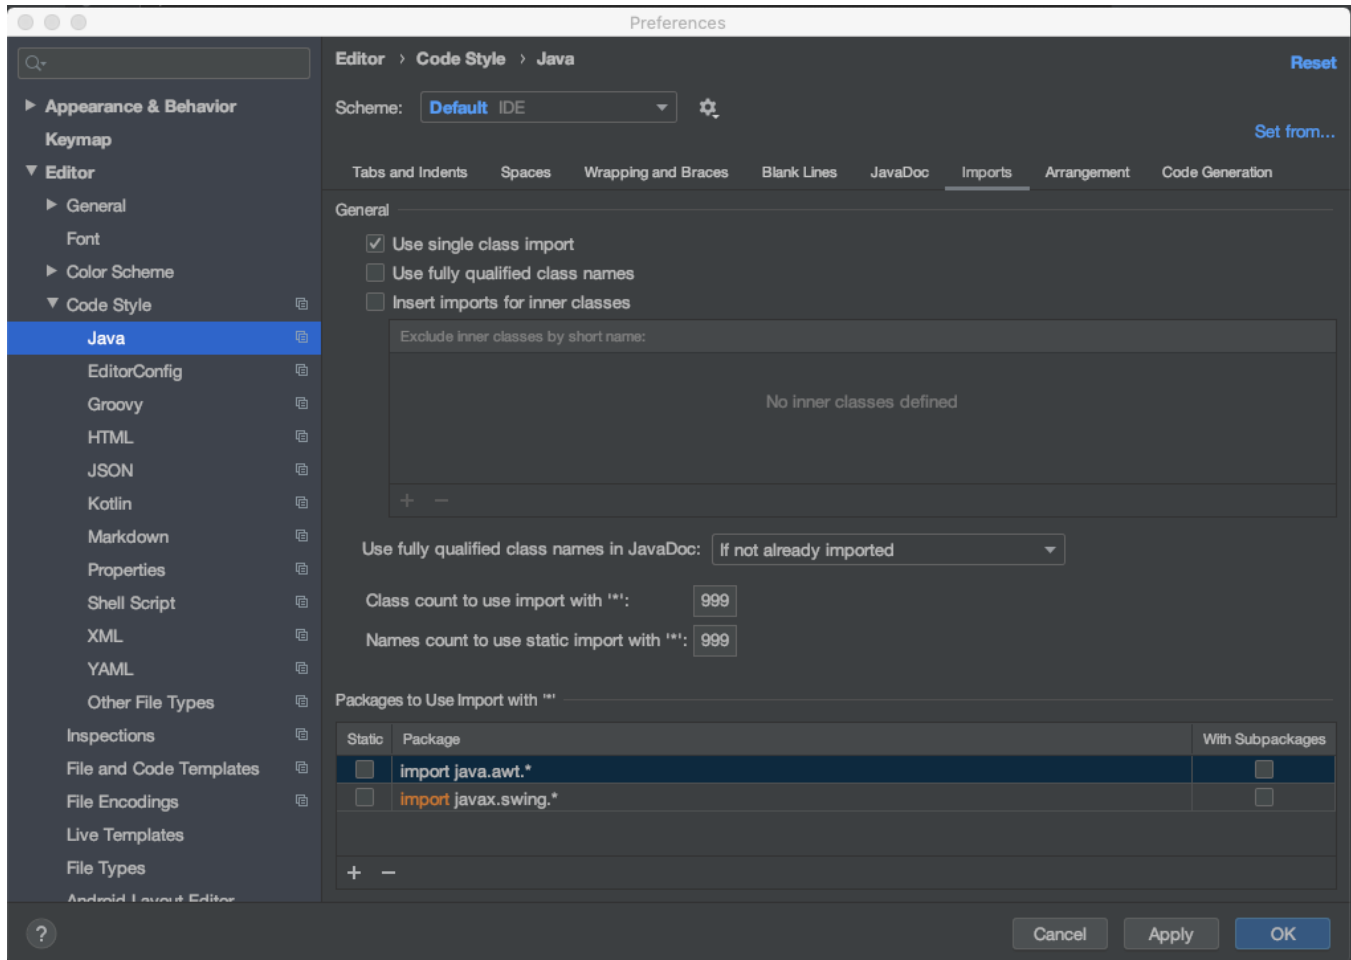 Preferences
Editor › Code Style › Java
Reset
Scheme: Default IDE
Set from...
Tabs and Indents Spaces Wrapping and Braces Blank Lines JavaDoc Imports Arrangement Code Generation
General
Use single class import
Use fully qualified class names
Insert imports for inner classes
Exclude inner classes by short name:
No inner classes defined
+ −
Use fully qualified class names in JavaDoc: If not already imported
Class count to use import with '*': 999
Names count to use static import with '*': 999
Packages to Use Import with '*'
Static Package With Subpackages
import java.awt.*
import javax.swing.*
+ −
Appearance & Behavior
Keymap
Editor
General
Font
Color Scheme
Code Style
Java
EditorConfig
Groovy
HTML
JSON
Kotlin
Markdown
Properties
Shell Script
XML
YAML
Other File Types
Inspections
File and Code Templates
File Encodings
Live Templates
File Types
Android Layout Editor
?
Cancel Apply OK